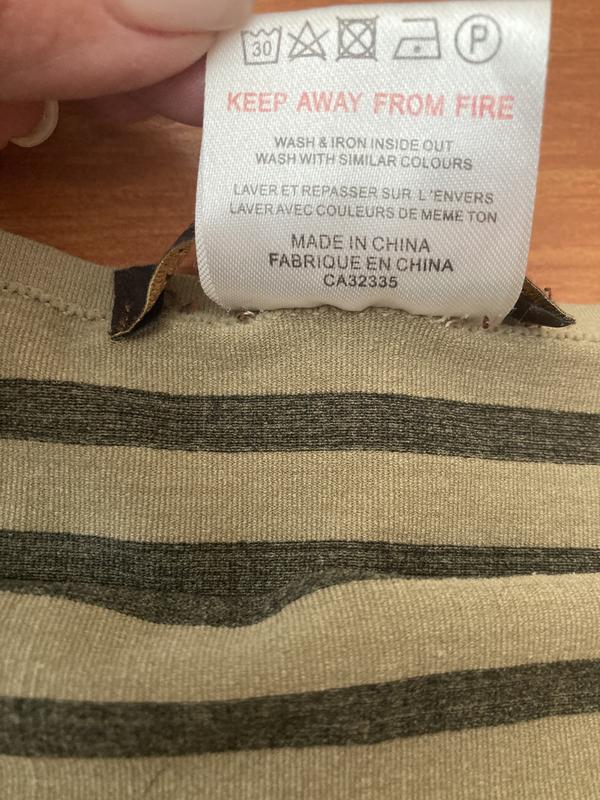 30 P
KEEP AWAY FROM FIRE
WASH & IRON INSIDE OUT
WASH WITH SIMILAR COLOURS
LAVER ET REPASSER SUR L'ENVERS
LAVER AVEC COULEURS DE MEME TON
MADE IN CHINA
FABRIQUE EN CHINA
CA32335